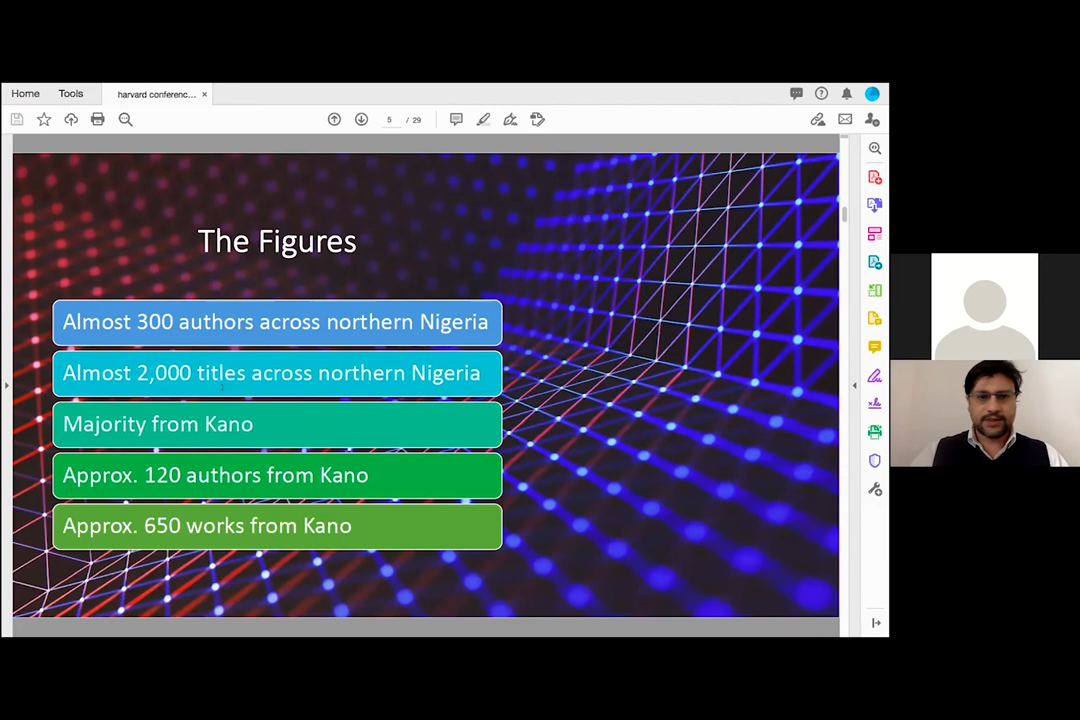 Home Tools harvard conferenc... ×
5 / 29
The Figures
Almost 300 authors across northern Nigeria
Almost 2,000 titles across northern Nigeria
Majority from Kano
Approx. 120 authors from Kano
Approx. 650 works from Kano